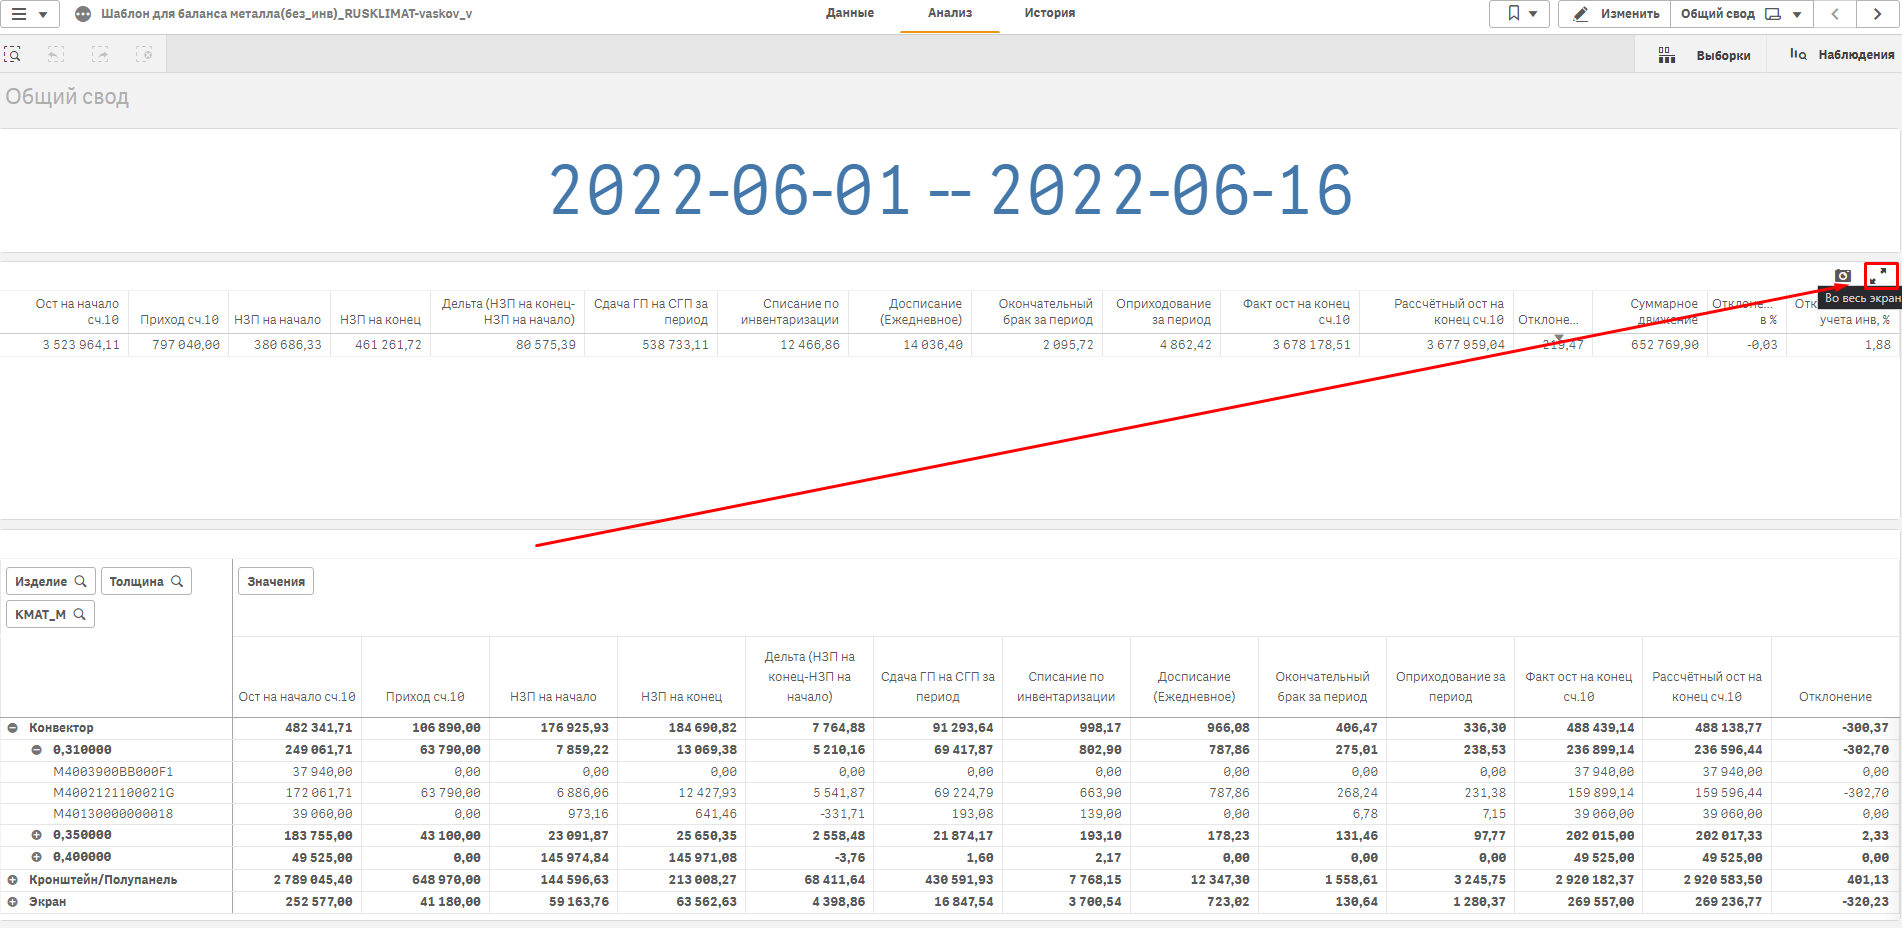 Шаблон для баланса металла(без_инв)_RUSKLIMAT-vaskov_v
Данные Анализ История
Изменить Общий свод
Выборки Наблюдения
Общий свод
2022-06-01 -- 2022-06-16
Во весь экран
Ост на начало сч.10 Приход сч.10 НЗП на начало НЗП на конец Дельта (НЗП на конец-НЗП на начало) Сдача ГП на СГП за период Списание по инвентаризации Досписание (Ежедневное) Окончательный брак за период Оприходование за период Факт ост на конец сч.10 Рассчётный ост на конец сч.10 Отклоне... Суммарное движение Отклоне... в % учета инв, %
3 523 964,11 797 040,00 380 686,33 461 261,72 80 575,39 538 733,11 12 466,86 14 036,40 2 095,72 4 862,42 3 678 178,51 3 677 959,04 219,47 652 769,90 -0,03 1,88
Изделие Толщина Значения
KMAT_M
Ост на начало сч.10 Приход сч.10 НЗП на начало НЗП на конец Дельта (НЗП на конец-НЗП на начало) Сдача ГП на СГП за период Списание по инвентаризации Досписание (Ежедневное) Окончательный брак за период Оприходование за период Факт ост на конец сч.10 Рассчётный ост на конец сч.10 Отклонение
Конвектор 482 341,71 106 890,00 176 925,93 184 690,82 7 764,88 91 293,64 998,17 966,08 406,47 336,30 488 439,14 488 138,77 -300,37
0,310000 249 061,71 63 790,00 7 859,22 13 069,38 5 210,16 69 417,87 802,90 787,86 275,01 238,53 236 899,14 236 596,44 -302,70
M4003900BB000F1 37 940,00 0,00 0,00 0,00 0,00 0,00 0,00 0,00 0,00 0,00 37 940,00 37 940,00 0,00
M4002121100021G 172 061,71 63 790,00 6 886,06 12 427,93 5 541,87 69 224,79 663,90 787,86 268,24 231,38 159 899,14 159 596,44 -302,70
M40130000000018 39 060,00 0,00 973,16 641,46 -331,71 193,08 139,00 0,00 6,78 7,15 39 060,00 39 060,00 0,00
0,350000 183 755,00 43 100,00 23 091,87 25 650,35 2 558,48 21 874,17 193,10 178,23 131,46 97,77 202 015,00 202 017,33 2,33
0,400000 49 525,00 0,00 145 974,84 145 971,08 -3,76 1,60 2,17 0,00 0,00 0,00 49 525,00 49 525,00 0,00
Кронштейн/Полупанель 2 789 045,40 648 970,00 144 596,63 213 008,27 68 411,64 430 591,93 7 768,15 12 347,30 1 558,61 3 245,75 2 920 182,37 2 920 583,50 401,13
Экран 252 577,00 41 180,00 59 163,76 63 562,63 4 398,86 16 847,54 3 700,54 723,02 130,64 1 280,37 269 557,00 269 236,77 -320,23